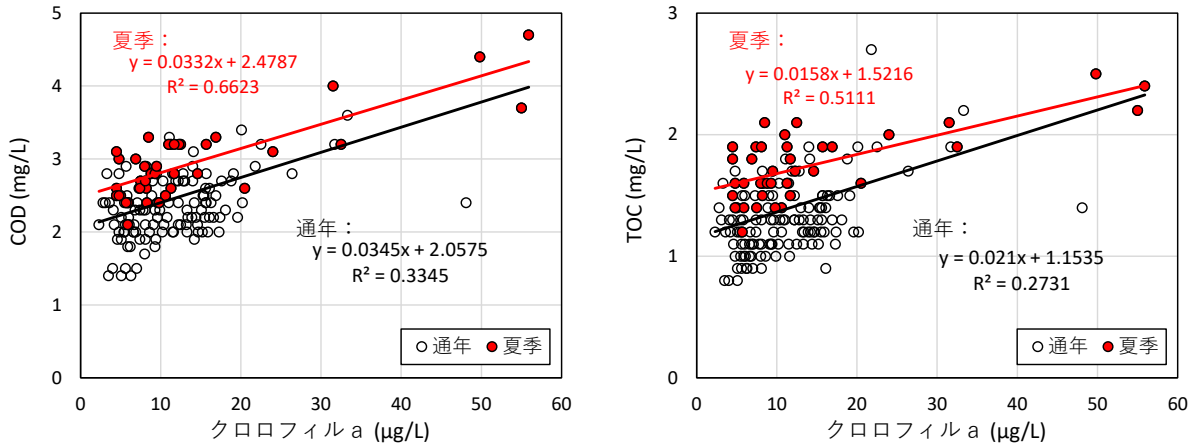 5
4
3
2
1
0
COD (mg/L)
夏季：
y = 0.0332x + 2.4787
R² = 0.6623
通年：
y = 0.0345x + 2.0575
R² = 0.3345
通年 夏季
0 10 20 30 40 50 60
クロロフィルa (μg/L)
3
2
1
0
TOC (mg/L)
夏季：
y = 0.0158x + 1.5216
R² = 0.5111
通年：
y = 0.021x + 1.1535
R² = 0.2731
通年 夏季
0 10 20 30 40 50 60
クロロフィルa (μg/L)